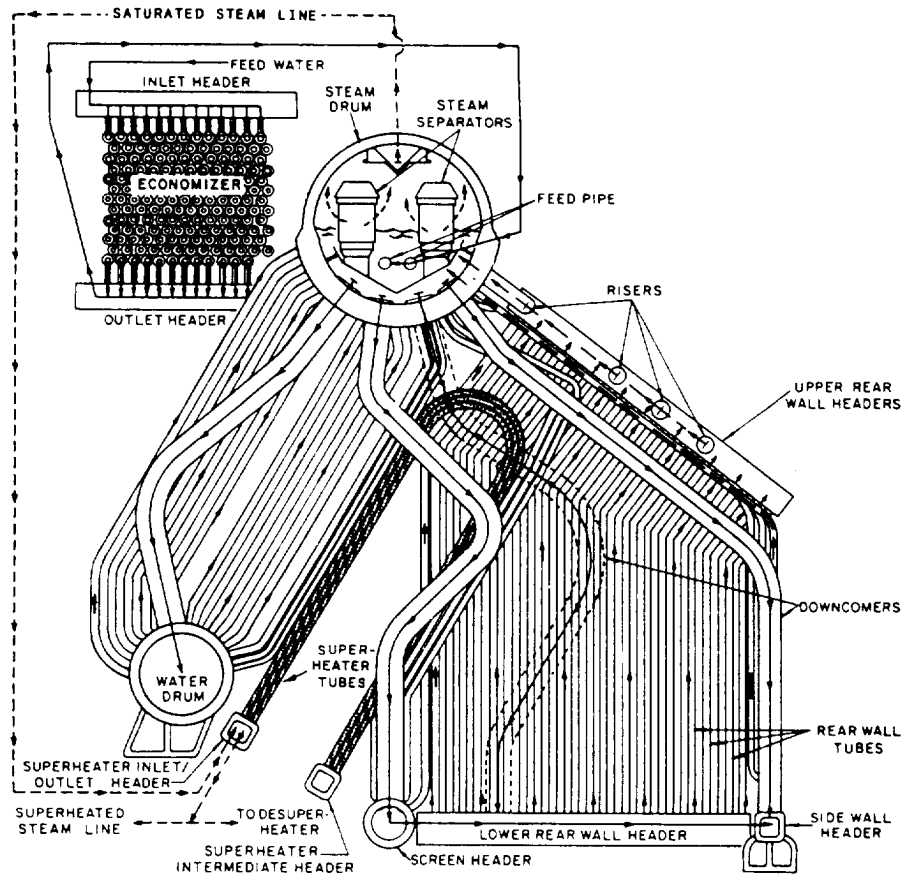 SATURATED STEAM LINE
FEED WATER
INLET HEADER
ECONOMIZER
OUTLET HEADER
STEAM
DRUM
STEAM
SEPARATORS
FEED PIPE
RISERS
UPPER REAR
WALL HEADERS
DOWNCOMERS
SUPER-
HEATER
TUBES
WATER
DRUM
REAR WALL
TUBES
SUPERHEATER INLET/
OUTLET HEADER
SUPERHEATED
STEAM LINE
TO DESUPER-
HEATER
SUPERHEATER
INTERMEDIATE HEADER
SCREEN HEADER
LOWER REAR WALL HEADER
SIDE WALL
HEADER